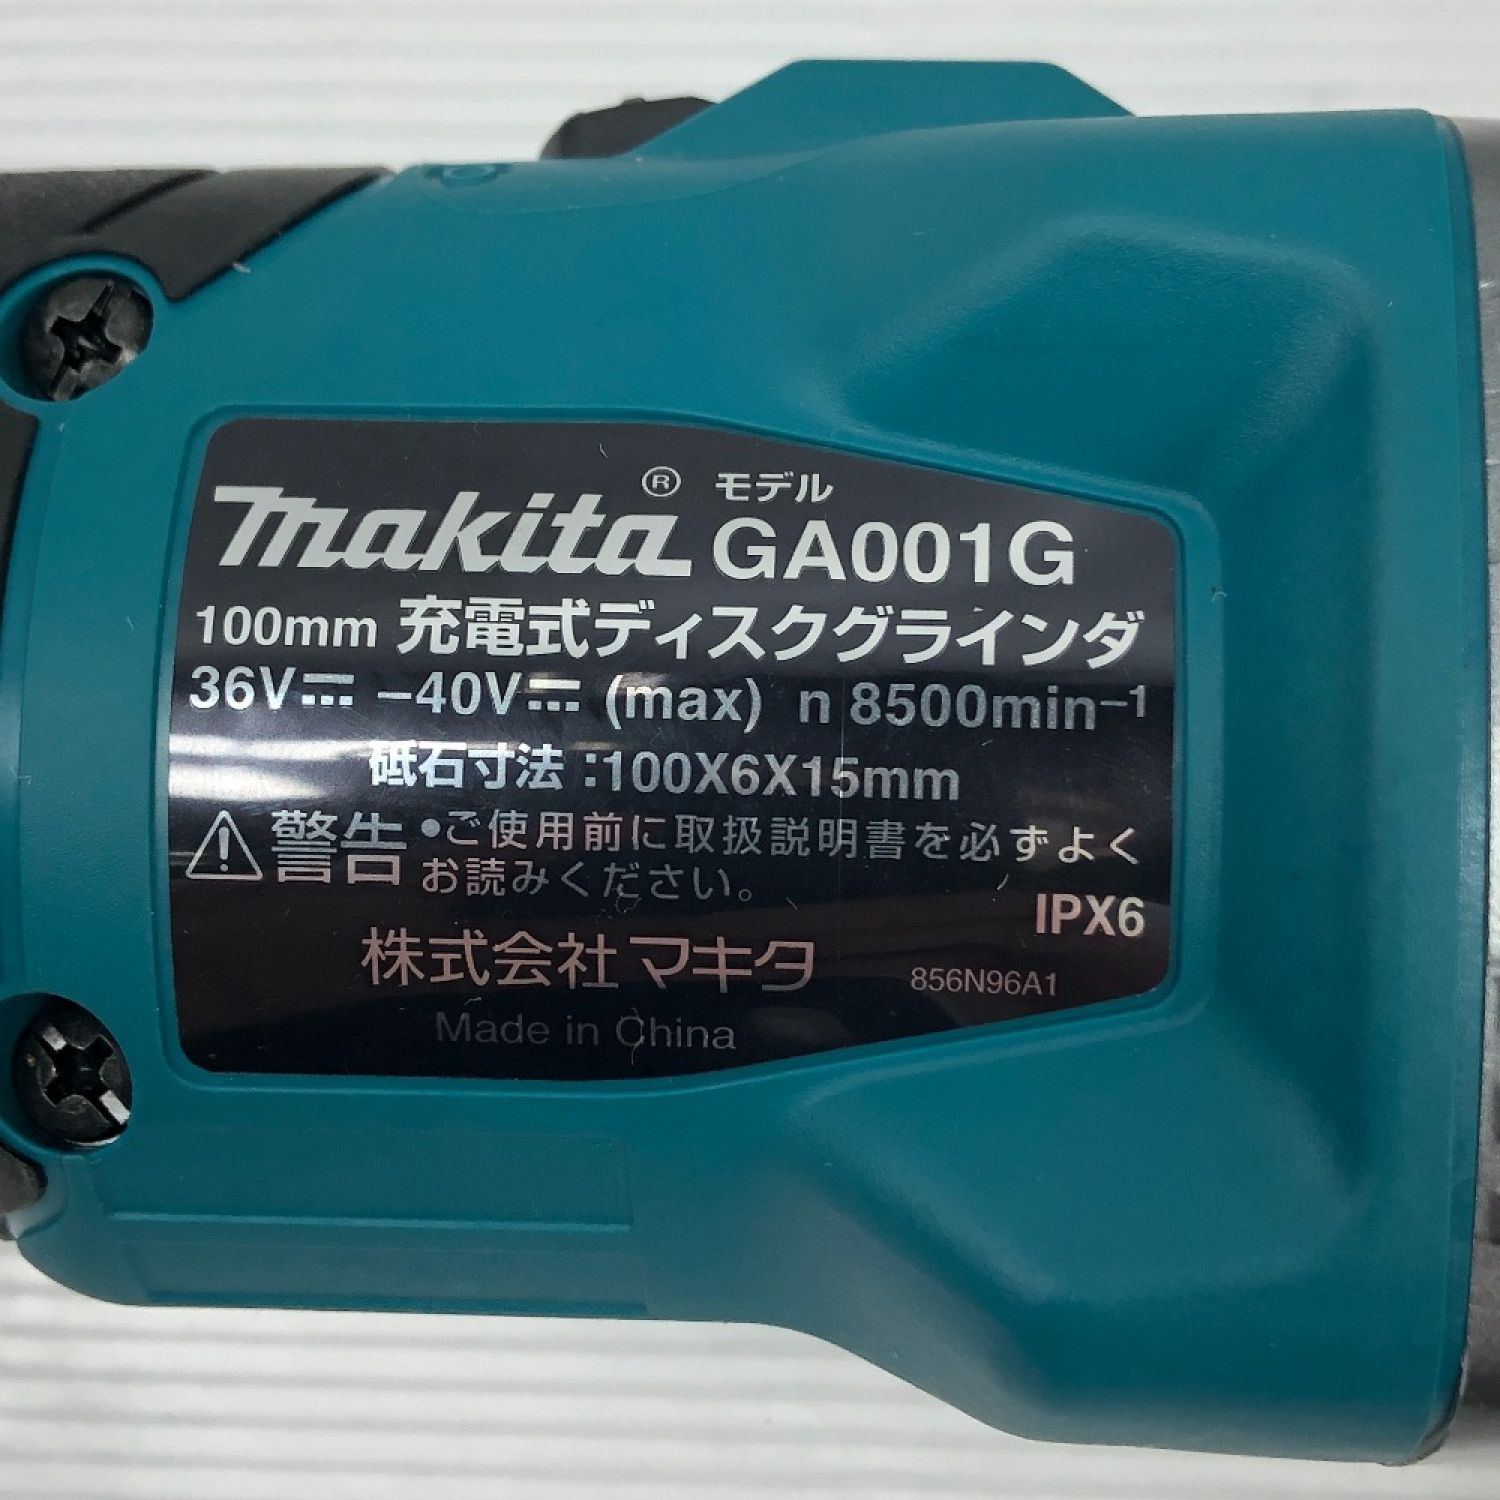 makita® モデル GA001G
100mm 充電式ディスクグラインダ
36V⎓ –40V⎓ (max) n 8500min⁻¹
砥石寸法:100X6X15mm
⚠警告 •ご使用前に取扱説明書を必ずよく
お読みください。
IPX6
株式会社マキタ 856N96A1
Made in China